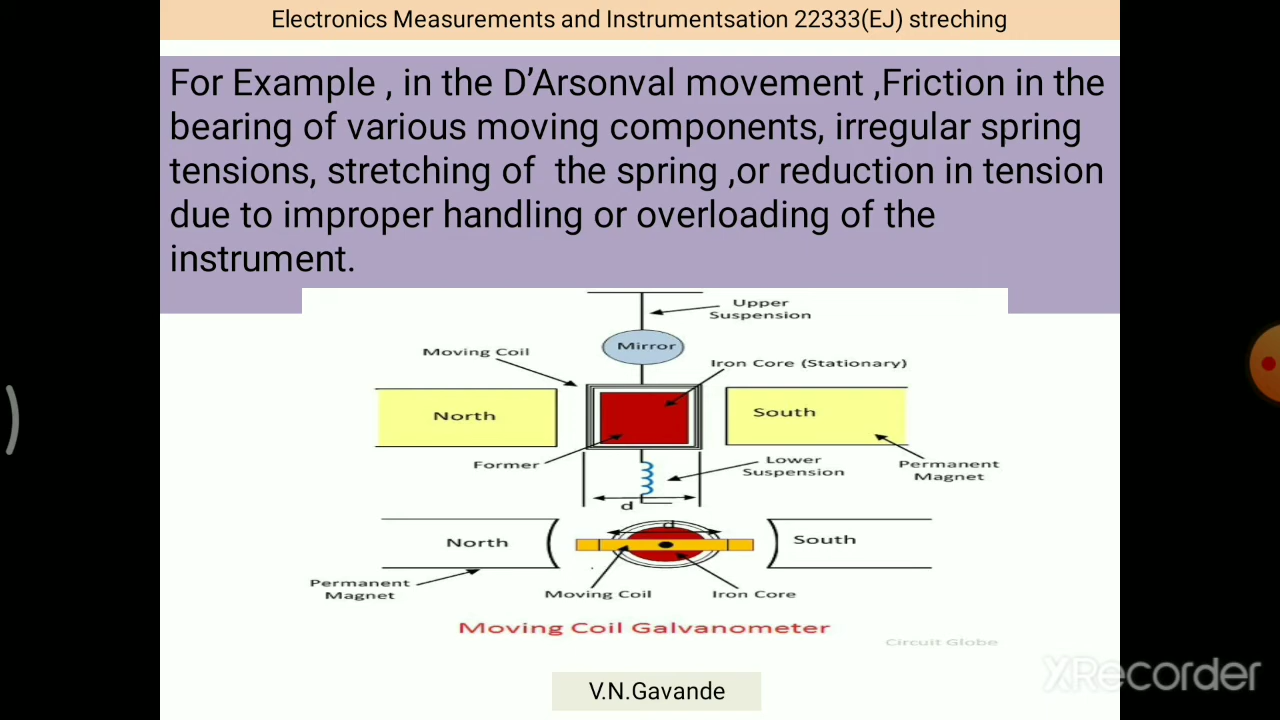 Electronics Measurements and Instrumentsation 22333(EJ) streching
For Example , in the D’Arsonval movement ,Friction in the
bearing of various moving components, irregular spring
tensions, stretching of the spring ,or reduction in tension
due to improper handling or overloading of the
instrument.
Upper
Suspension
Mirror
Moving Coil
Iron Core (Stationary)
North
South
Former
Lower
Suspension
Permanent
Magnet
d
d
North
South
Permanent
Magnet
Moving Coil
Iron Core
Moving Coil Galvanometer
Circuit Globe
XRecorder
V.N.Gavande